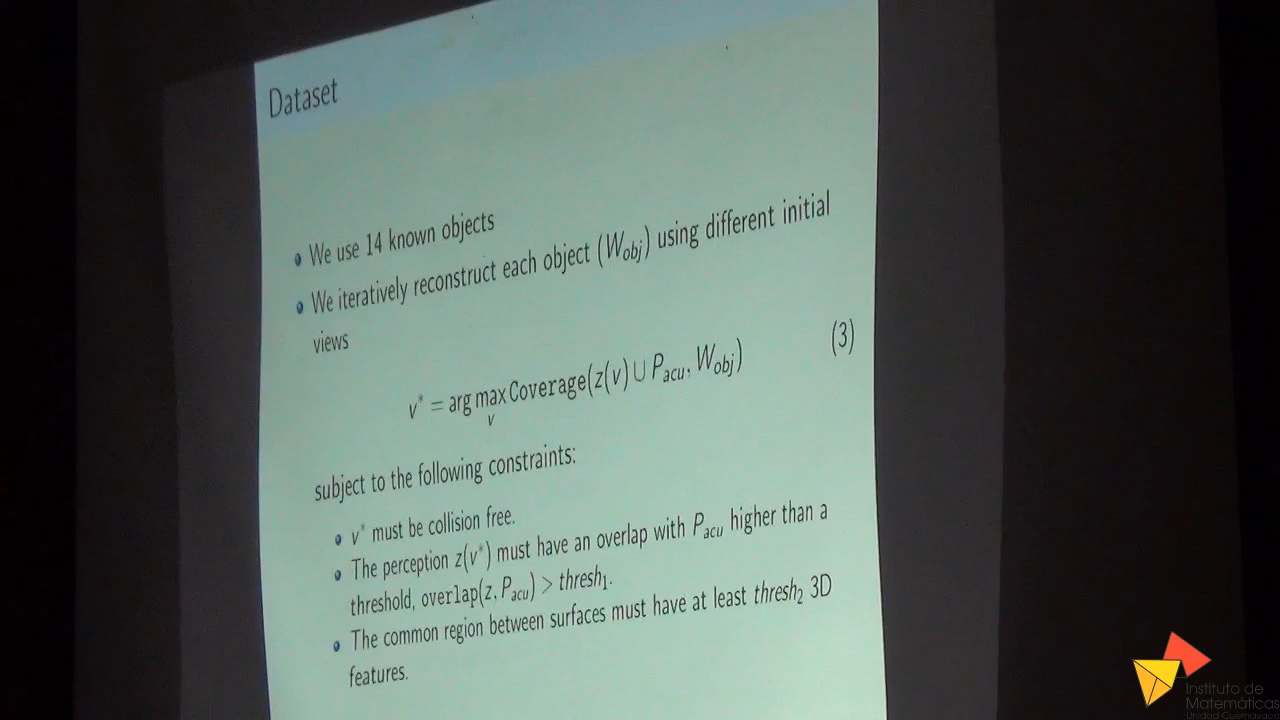 Dataset
We use 14 known objects
We iteratively reconstruct each object (W_obj) using different initial
views
v* = arg max_v Coverage(z(v) ∪ P_acu, W_obj) (3)
subject to the following constraints:
v* must be collision free.
The perception z(v*) must have an overlap with P_acu higher than a
threshold, overlap(z, P_acu) > thresh_1.
The common region between surfaces must have at least thresh_2 3D
features.
Instituto de
Matemáticas
Unidad Cuernavaca